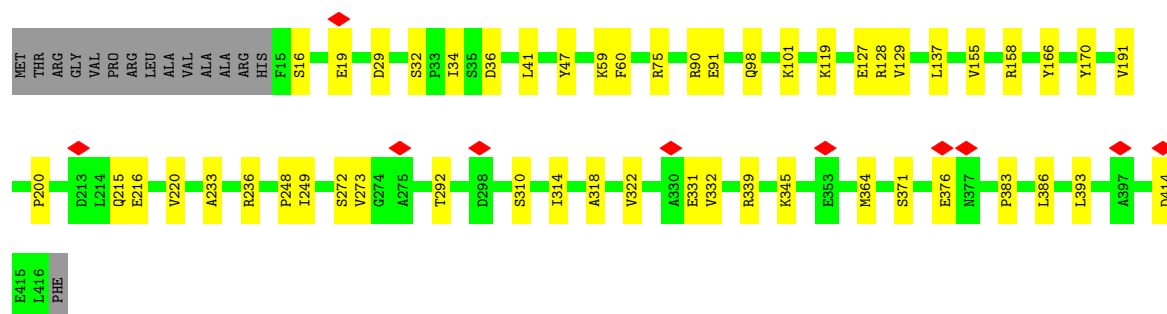 MET THR ARG GLY VAL PRO ARG LEU ALA VAL ALA ALA ARG HIS F15 S16 E19 D29 S32 P33 I34 S35 D36 L41 Y47 K59 F60 R75 R90 E91 Q98 K101 K119 E127 R128 V129 L137 V155 R158 Y166 Y170 V191
P200 D213 L214 Q215 E216 V220 A233 R236 P248 I249 S272 V273 G274 A275 T292 D298 S310 I314 A318 V322 A330 E331 V332 R339 K345 E353 M364 S371 E376 N377 P383 L386 L393 A397 D414
E415 L416 PHE